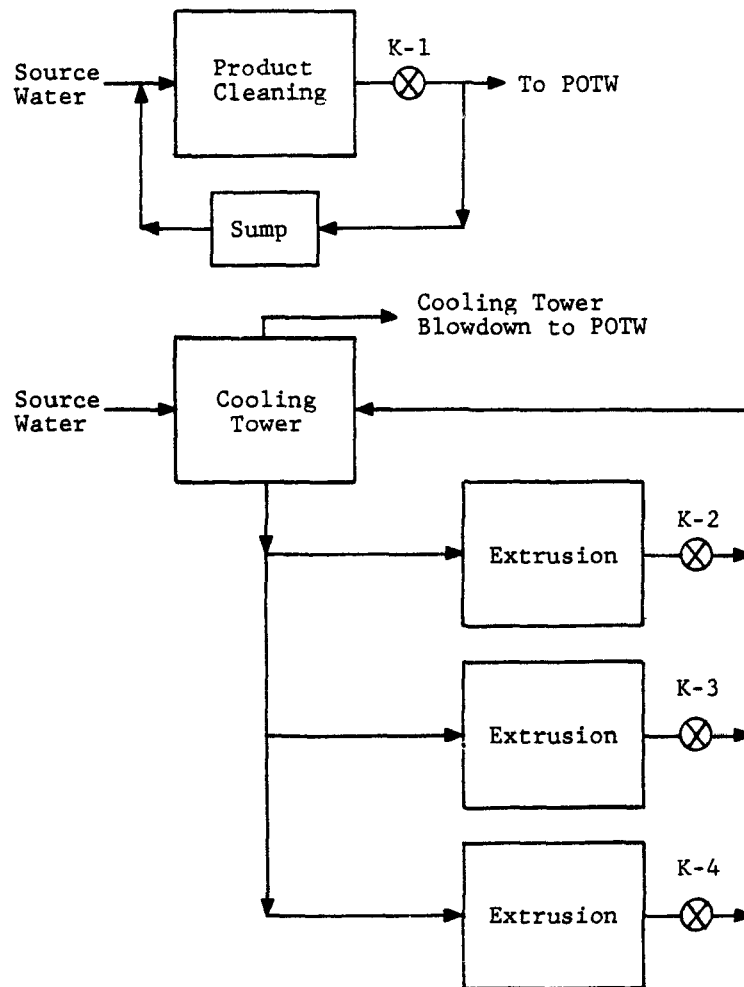 K-1
Source
Water
Product
Cleaning
To POTW
Sump
Cooling Tower
Blowdown to POTW
Source
Water
Cooling
Tower
K-2
Extrusion
K-3
Extrusion
K-4
Extrusion